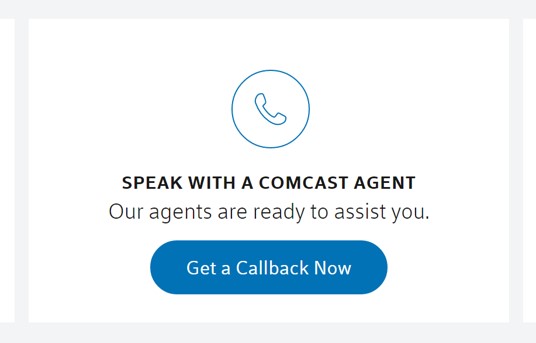 SPEAK WITH A COMCAST AGENT
Our agents are ready to assist you.
Get a Callback Now